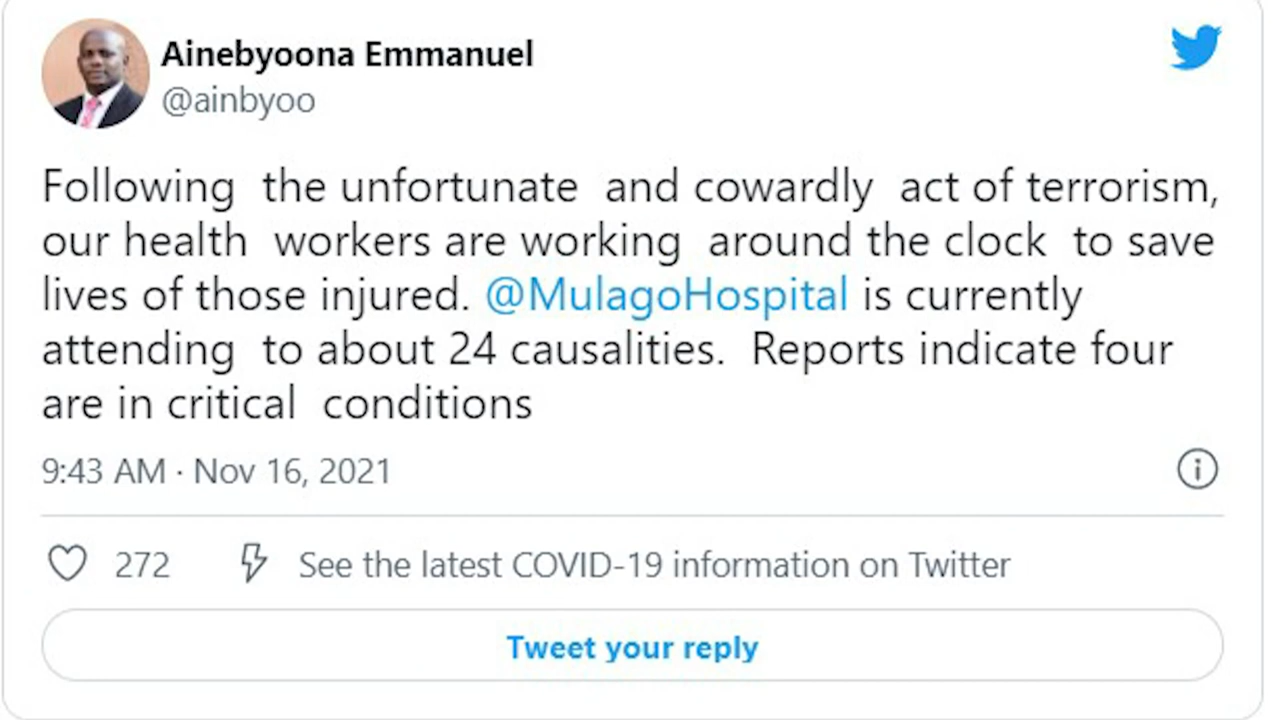 Ainebyoona Emmanuel
@ainbyoo
Following the unfortunate and cowardly act of terrorism,
our health workers are working around the clock to save
lives of those injured. @MulagoHospital is currently
attending to about 24 causalities. Reports indicate four
are in critical conditions
9:43 AM · Nov 16, 2021
272 See the latest COVID-19 information on Twitter
Tweet your reply